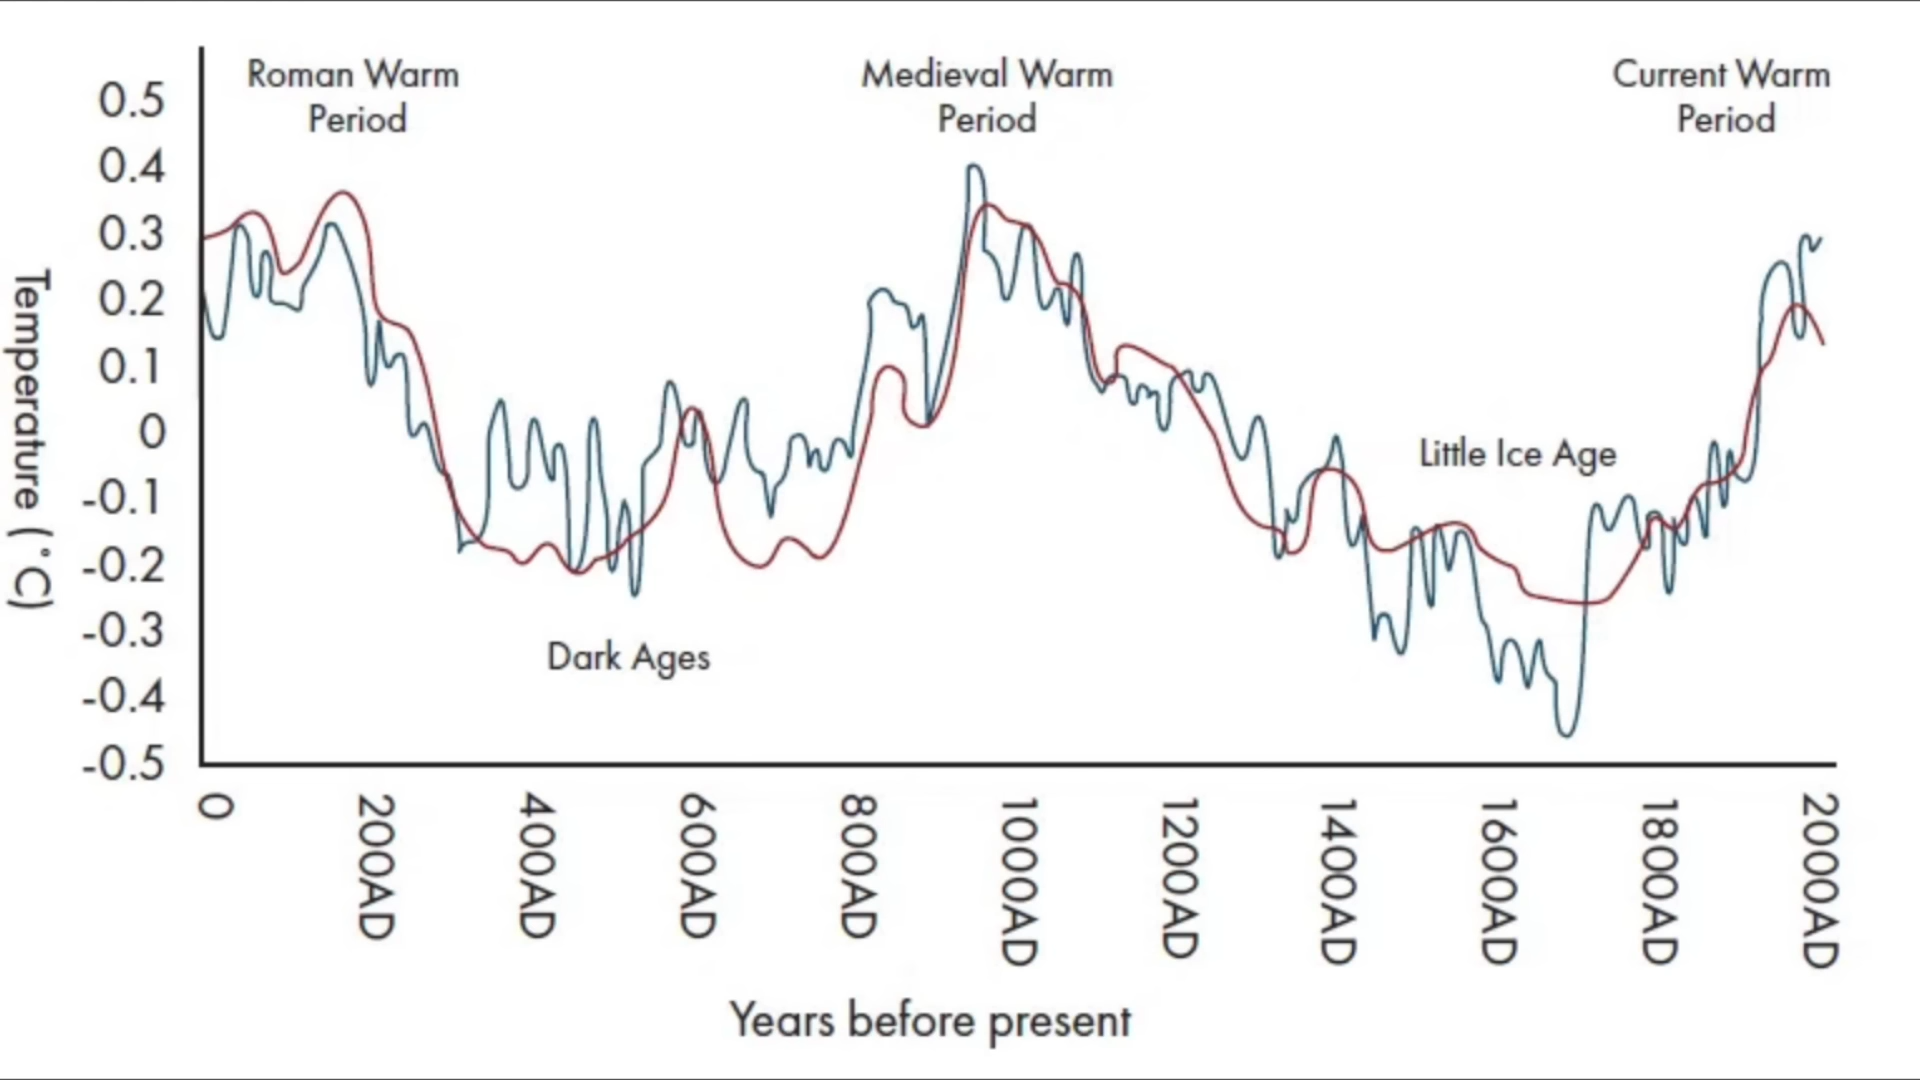 Roman Warm
Period
Medieval Warm
Period
Current Warm
Period
0.5
0.4
0.3
0.2
0.1
0
-0.1
-0.2
-0.3
-0.4
-0.5
Temperature (˚C)
Little Ice Age
Dark Ages
0
200AD
400AD
600AD
800AD
1000AD
1200AD
1400AD
1600AD
1800AD
2000AD
Years before present